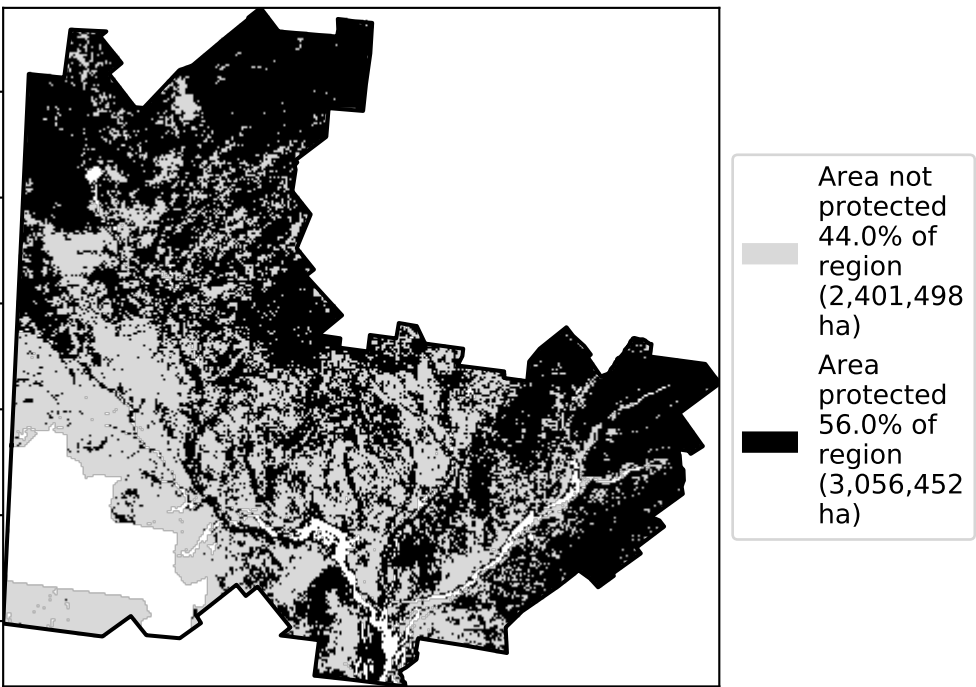 Area not
protected
44.0% of
region
(2,401,498
ha)
Area
protected
56.0% of
region
(3,056,452
ha)